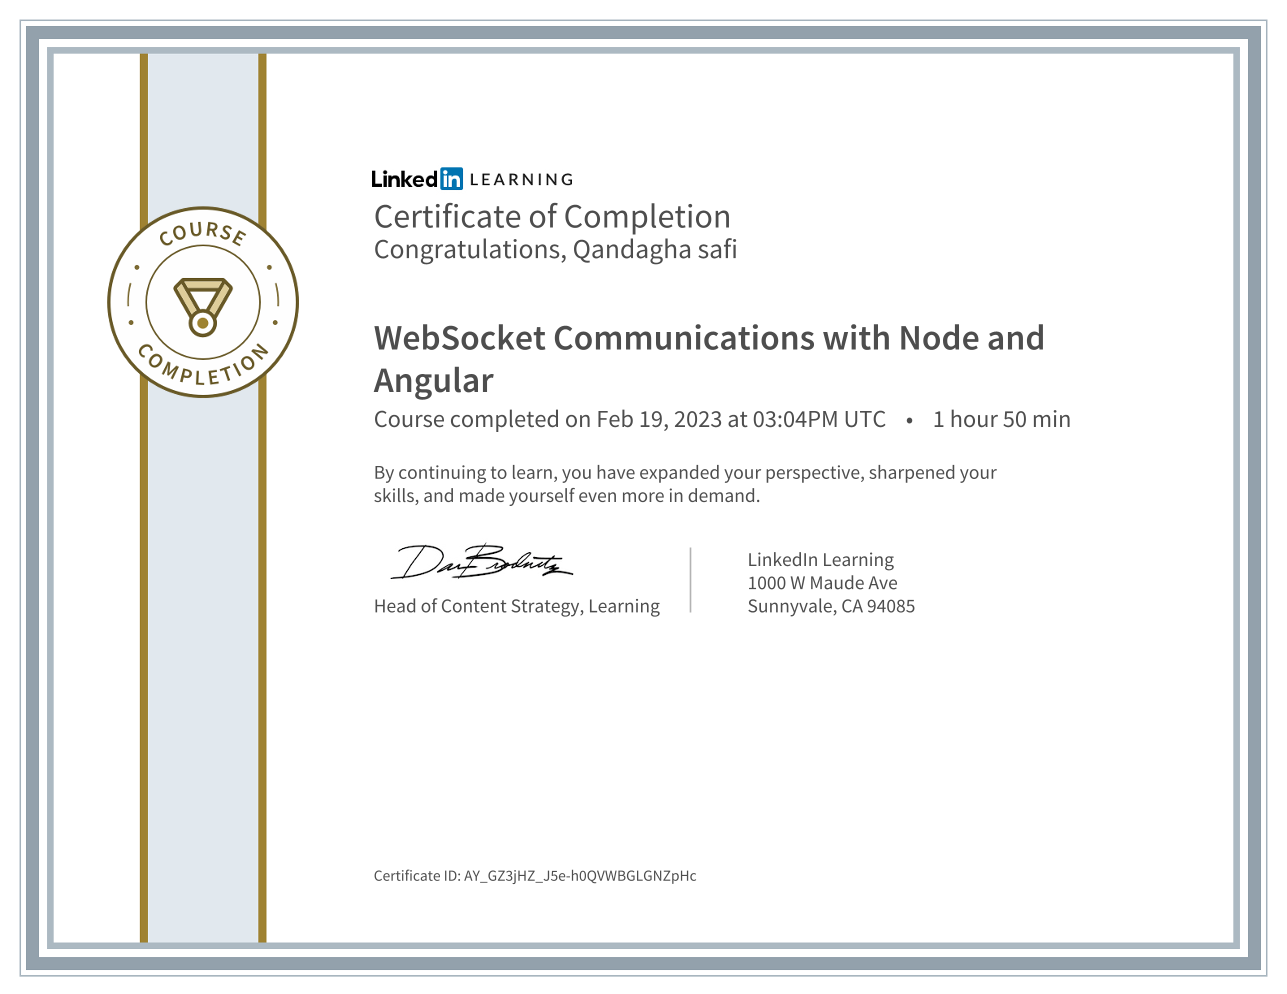 COURSE
COMPLETION
Linked in LEARNING
Certificate of Completion
Congratulations, Qandagha safi
WebSocket Communications with Node and
Angular
Course completed on Feb 19, 2023 at 03:04PM UTC • 1 hour 50 min
By continuing to learn, you have expanded your perspective, sharpened your
skills, and made yourself even more in demand.
Dan Brodnitz
Head of Content Strategy, Learning
LinkedIn Learning
1000 W Maude Ave
Sunnyvale, CA 94085
Certificate ID: AY_GZ3jHZ_J5e-h0QVWBGLGNZpHc